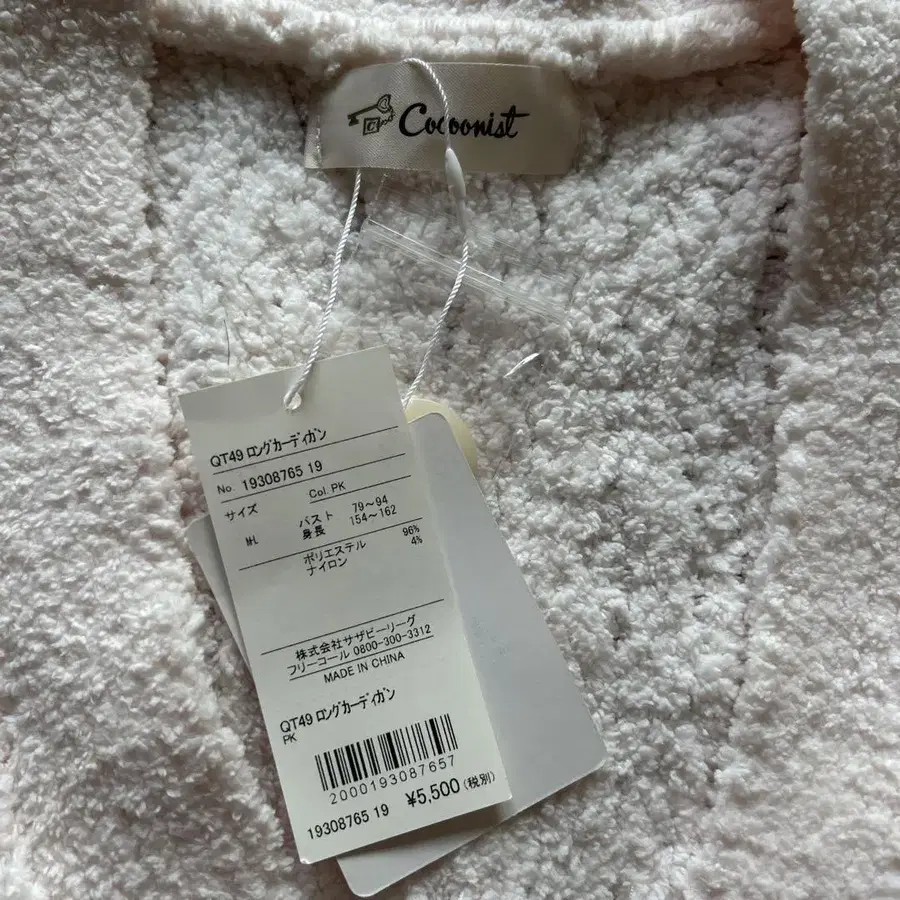 Cocoonist
QT49 ロングカーディガン
No. 19308765 19
Col. PK
サイズ
バスト 79～94
身長 154～162
ポリエステル 96%
ナイロン 4%
株式会社サザビーリーグ
フリーコール 0800-300-3312
MADE IN CHINA
QT49 ロングカーディガン
PK
2000193087657
19308765 19 ¥5,500(税別)